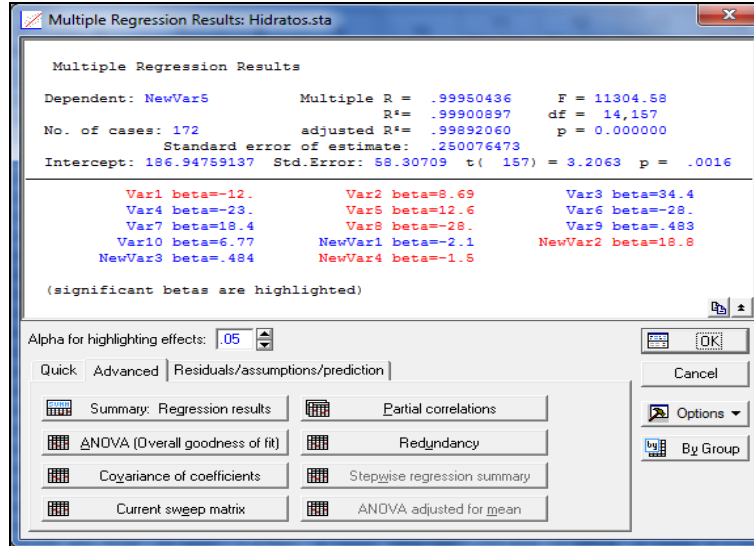 Multiple Regression Results: Hidratos.sta
Multiple Regression Results
Dependent: NewVar5 Multiple R = .99950436 F = 11304.58
R²= .99900897 df = 14,157
No. of cases: 172 adjusted R²= .99892060 p = 0.000000
Standard error of estimate: .250076473
Intercept: 186.94759137 Std.Error: 58.30709 t( 157) = 3.2063 p = .0016
Var1 beta=-12. Var2 beta=8.69 Var3 beta=34.4
Var4 beta=-23. Var5 beta=12.6 Var6 beta=-28.
Var7 beta=18.4 Var8 beta=-28. Var9 beta=.483
Var10 beta=6.77 NewVar1 beta=-2.1 NewVar2 beta=18.8
NewVar3 beta=.484 NewVar4 beta=-1.5
(significant betas are highlighted)
Alpha for highlighting effects: .05
OK
Quick Advanced Residuals/assumptions/prediction
Cancel
Summary: Regression results Partial correlations
Options
ANOVA (Overall goodness of fit) Redundancy
By Group
Covariance of coefficients Stepwise regression summary
Current sweep matrix ANOVA adjusted for mean